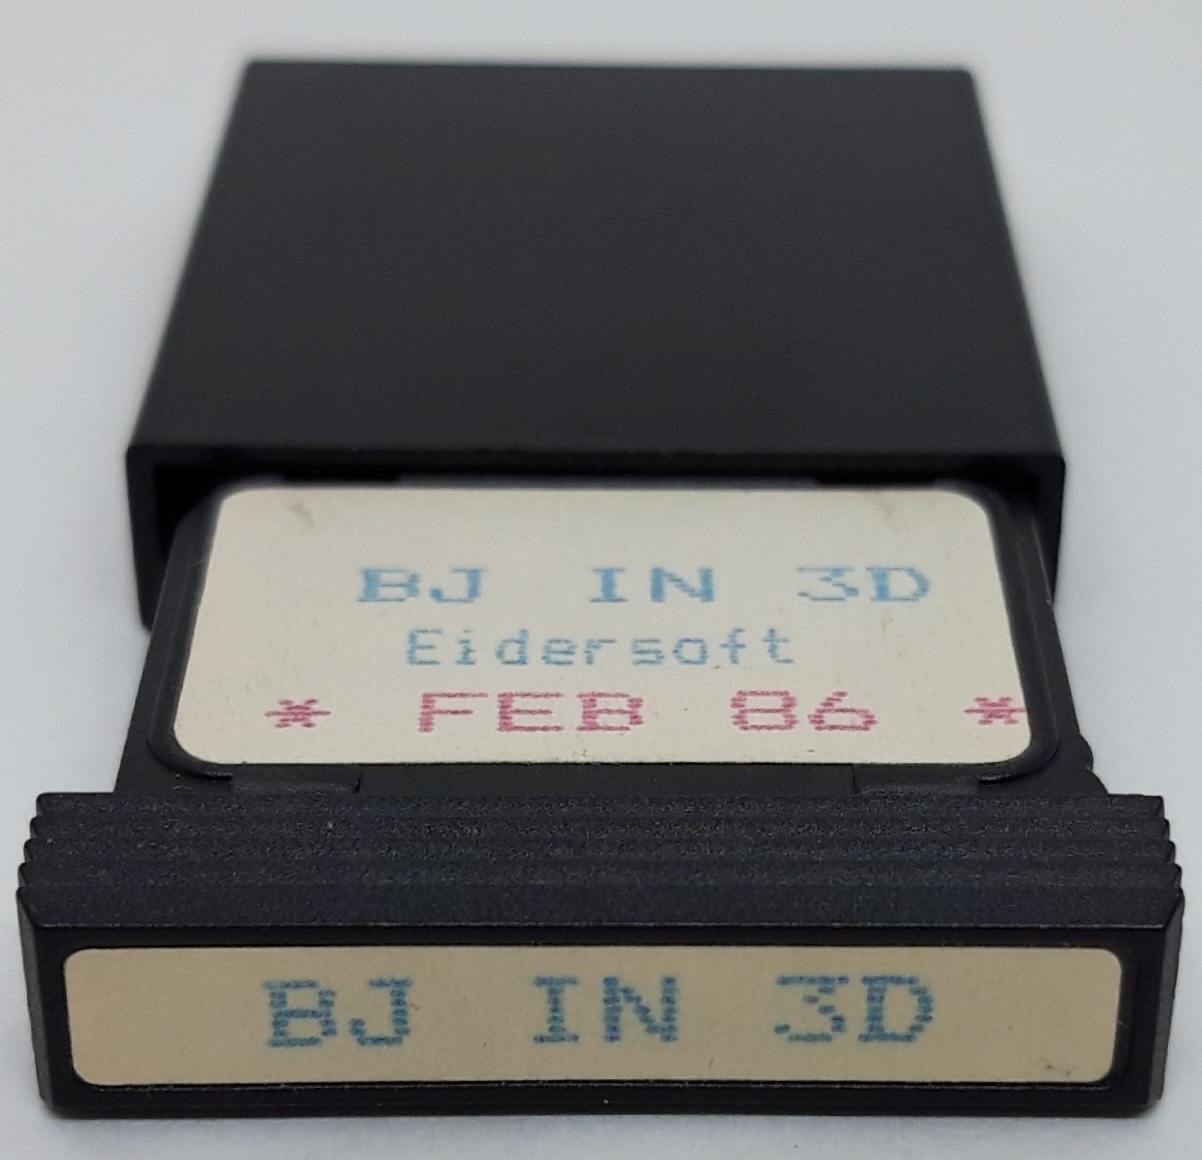 BJ IN 3D
Eidersoft
* FEB 86 *
BJ IN 3D